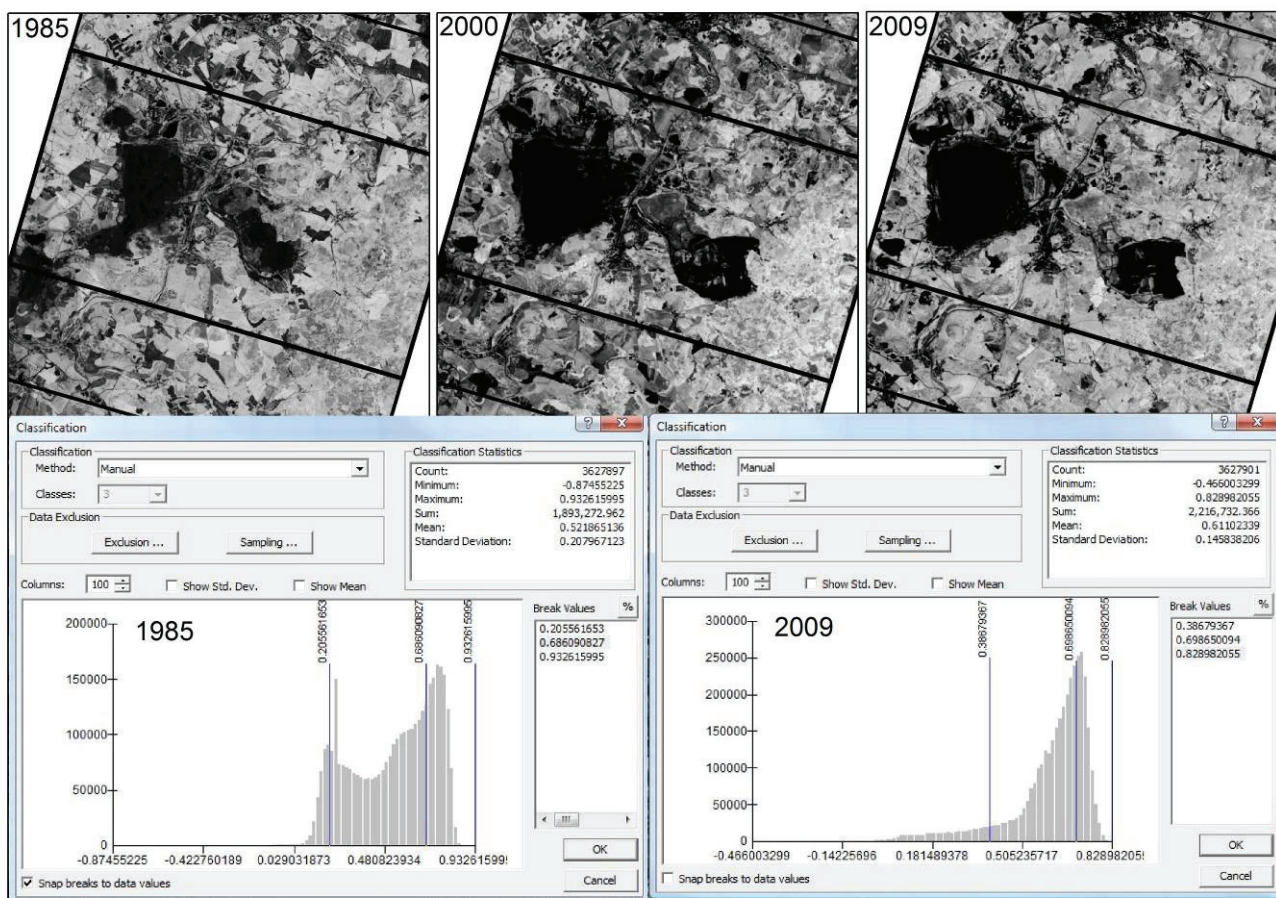 1985
2000
2009
Classification
Classification
Method: Manual
Classes: 3
Data Exclusion
Exclusion ...
Sampling ...
Classification Statistics
Count: 3627897
Minimum: -0.87455225
Maximum: 0.932615995
Sum: 1,893,272.962
Mean: 0.521865136
Standard Deviation: 0.207967123
Columns: 100
Show Std. Dev.
Show Mean
Break Values
%
0.205561653
0.686090827
0.932615995
200000
150000
100000
50000
0
1985
0.205561653
0.686090827
0.932615995
-0.87455225
-0.422760189
0.029031873
0.480823934
0.932615995
Snap breaks to data values
OK
Cancel
Classification
Classification
Method: Manual
Classes: 3
Data Exclusion
Exclusion ...
Sampling ...
Classification Statistics
Count: 3627901
Minimum: -0.466003299
Maximum: 0.828982055
Sum: 2,216,732.366
Mean: 0.61102339
Standard Deviation: 0.145838206
Columns: 100
Show Std. Dev.
Show Mean
Break Values
%
0.38679367
0.698650094
0.828982055
300000
250000
200000
150000
100000
50000
0
2009
0.38679367
0.698650094
0.828982055
-0.466003299
-0.14225696
0.181489378
0.505235717
0.828982055
Snap breaks to data values
OK
Cancel